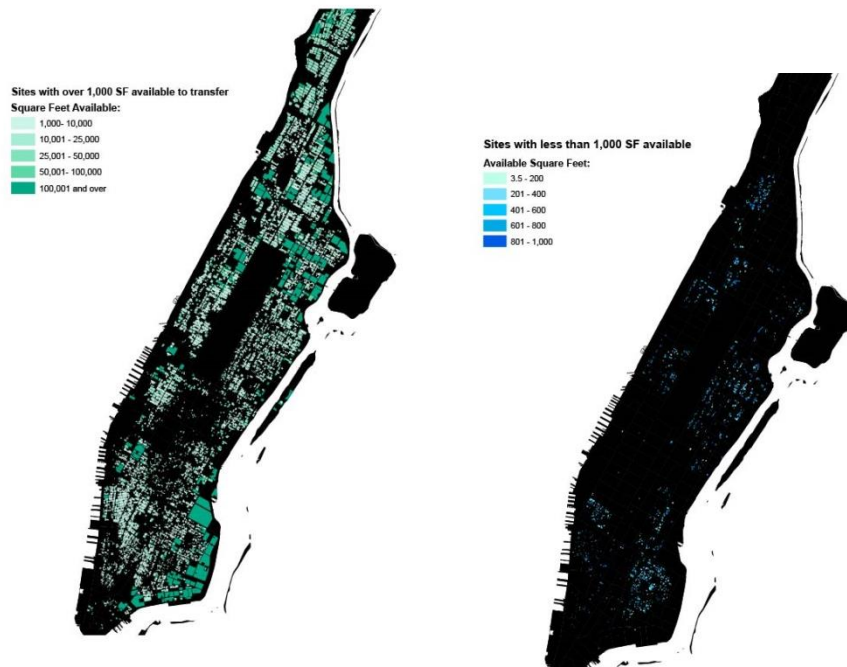 Sites with over 1,000 SF available to transfer
Square Feet Available:
1,000- 10,000
10,001 - 25,000
25,001 - 50,000
50,001- 100,000
100,001 and over
Sites with less than 1,000 SF available
Available Square Feet:
3.5 - 200
201 - 400
401 - 600
601 - 800
801 - 1,000